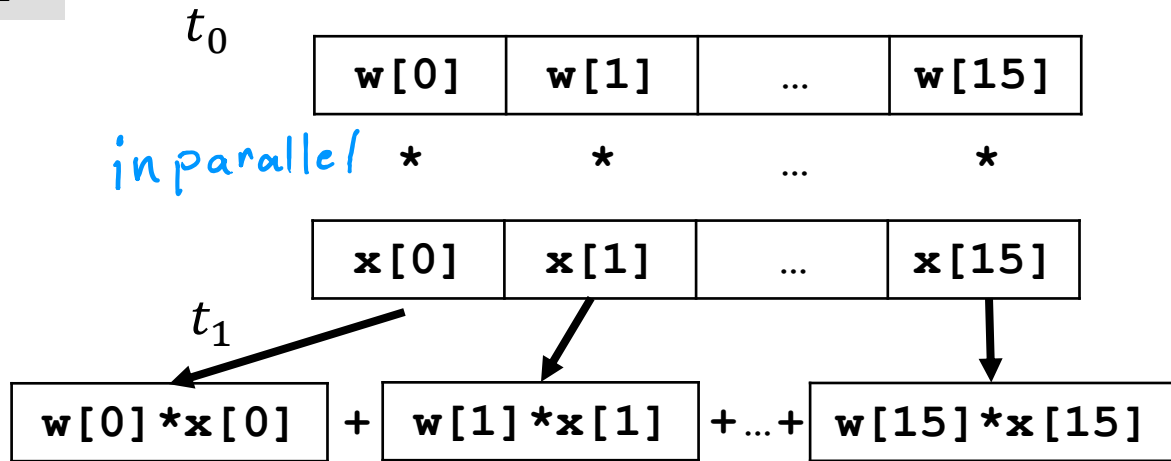 t₀
w[0] w[1] … w[15]
in parallel * * … *
x[0] x[1] … x[15]
t₁
w[0]*x[0] + w[1]*x[1] +…+ w[15]*x[15]